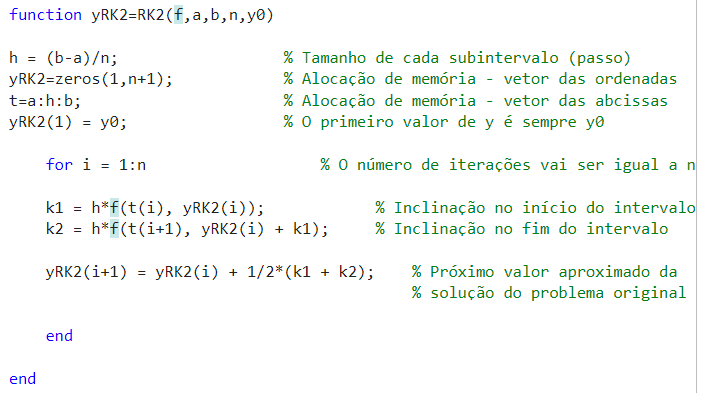 function yRK2=RK2(f,a,b,n,y0)
h = (b-a)/n; % Tamanho de cada subintervalo (passo)
yRK2=zeros(1,n+1); % Alocação de memória - vetor das ordenadas
t=a:h:b; % Alocação de memória - vetor das abcissas
yRK2(1) = y0; % O primeiro valor de y é sempre y0
for i = 1:n % O número de iterações vai ser igual a n
k1 = h*f(t(i), yRK2(i)); % Inclinação no início do intervalo
k2 = h*f(t(i+1), yRK2(i) + k1); % Inclinação no fim do intervalo
yRK2(i+1) = yRK2(i) + 1/2*(k1 + k2); % Próximo valor aproximado da
% solução do problema original
end
end